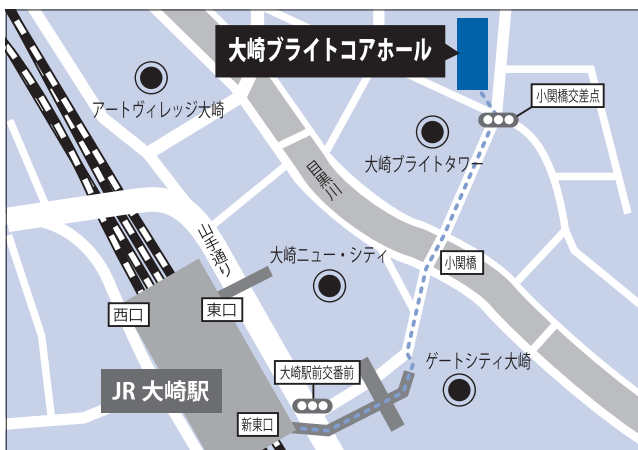 大崎ブライトコアホール
小関橋交差点
アートヴィレッジ大崎
大崎ブライトタワー
目黒川
山手通り
大崎ニュー・シティ
小関橋
西口
東口
ゲートシティ大崎
大崎駅前交番前
JR 大崎駅
新東口